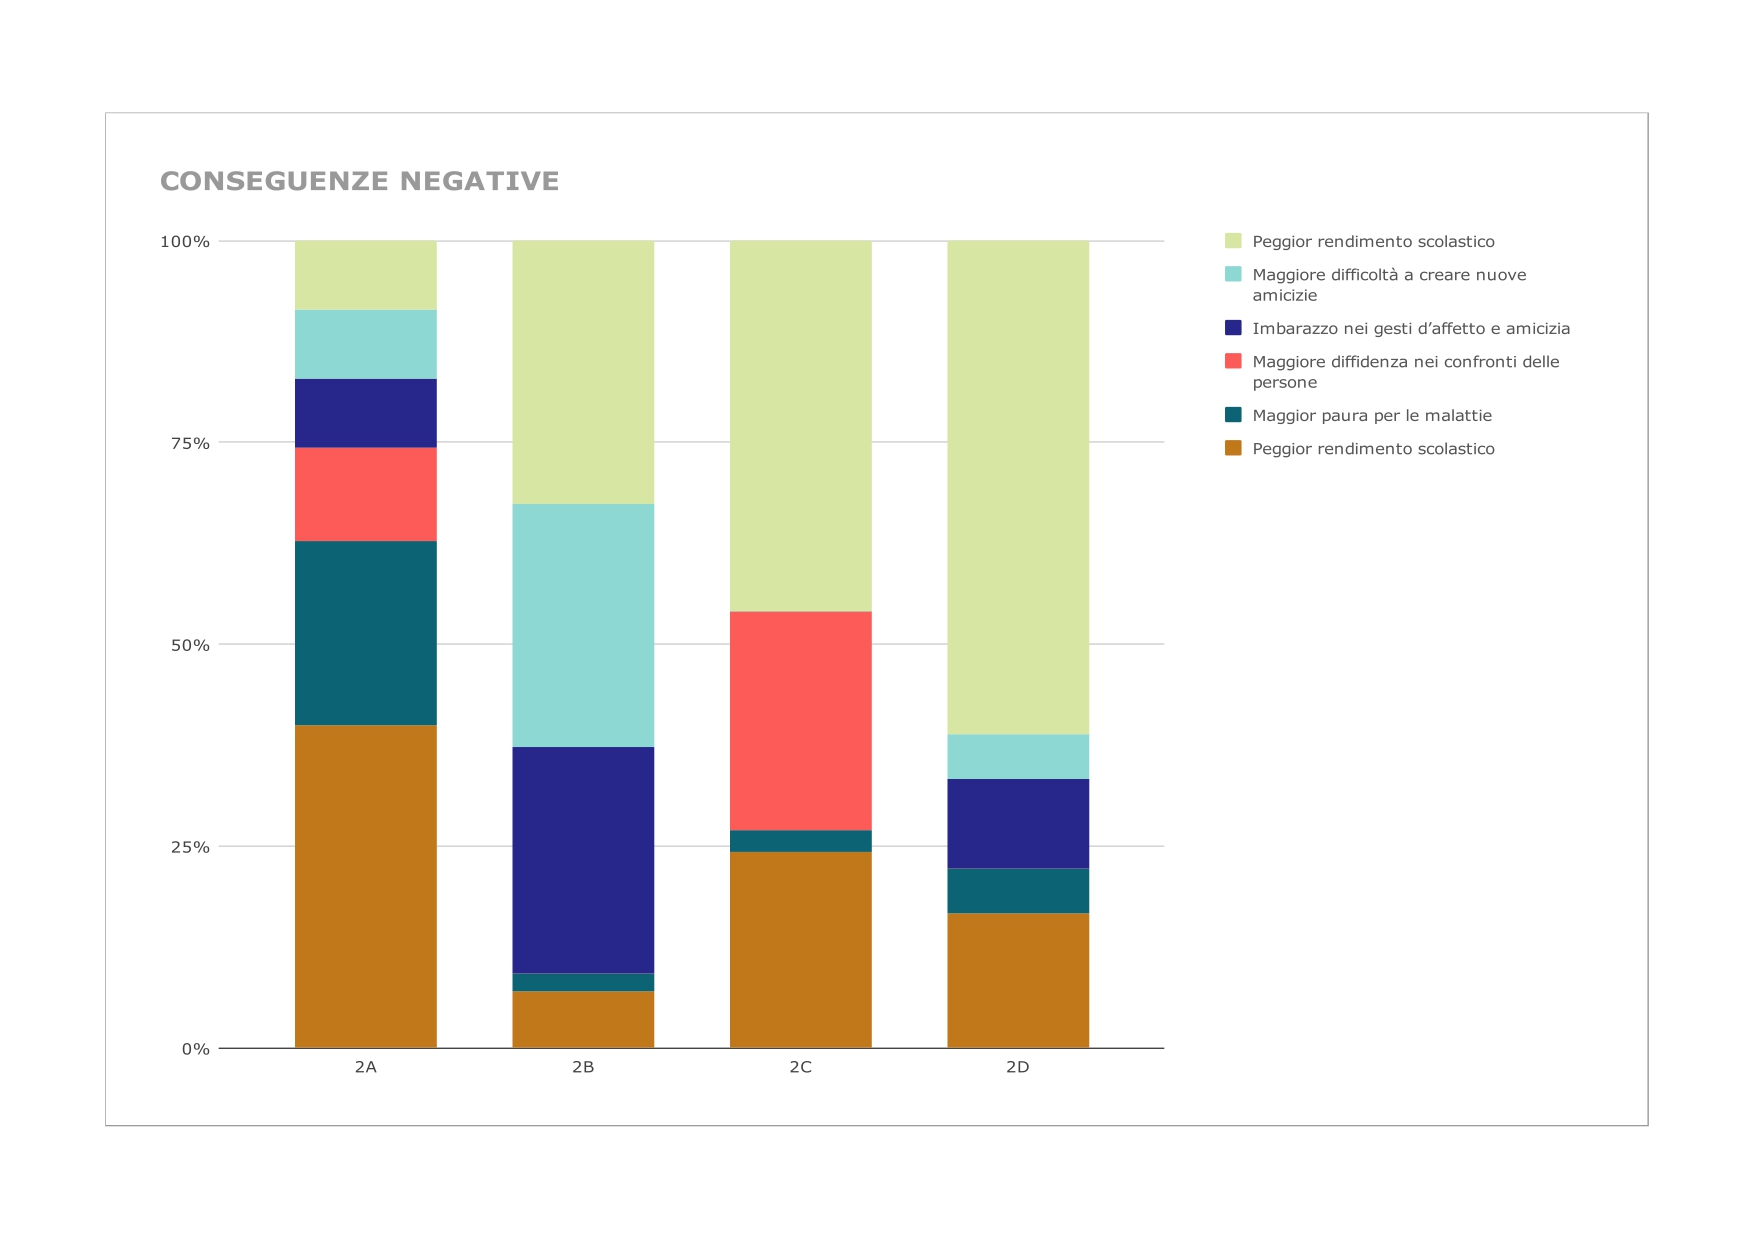 CONSEGUENZE NEGATIVE
100%
75%
50%
25%
0%
2A
2B
2C
2D
Peggior rendimento scolastico
Maggiore difficoltà a creare nuove
amicizie
Imbarazzo nei gesti d’affetto e amicizia
Maggiore diffidenza nei confronti delle
persone
Maggior paura per le malattie
Peggior rendimento scolastico